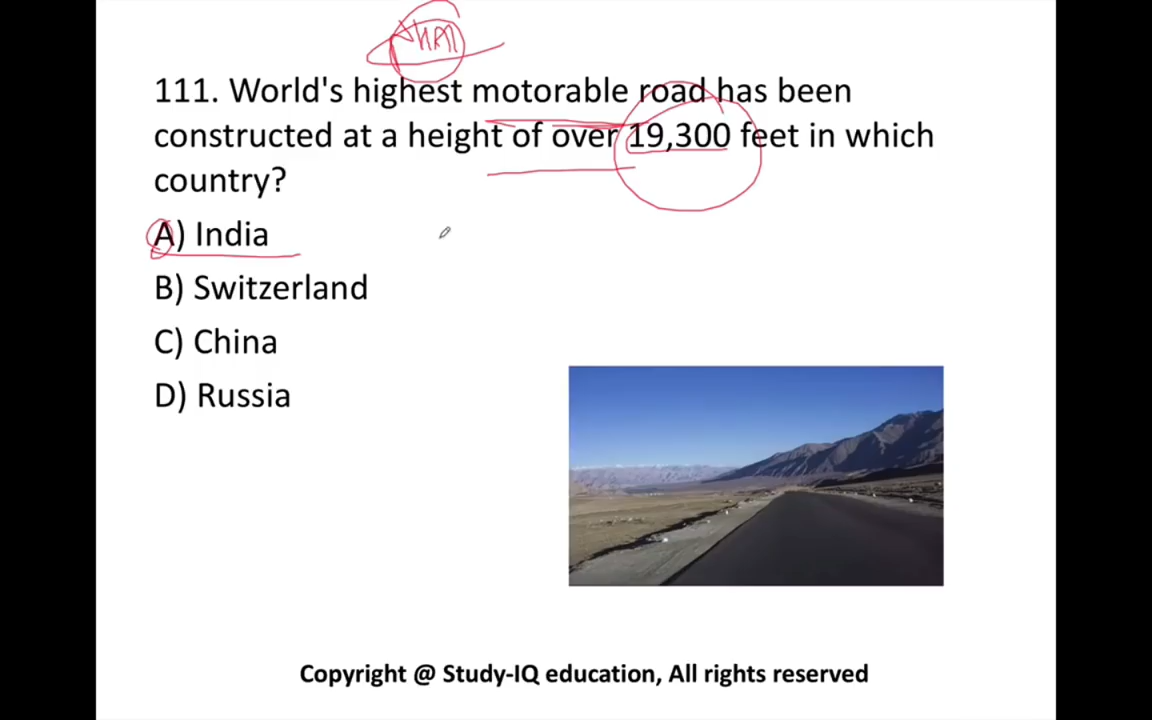 111. World's highest motorable road has been
constructed at a height of over 19,300 feet in which
country?
A) India
B) Switzerland
C) China
D) Russia
Copyright @ Study-IQ education, All rights reserved